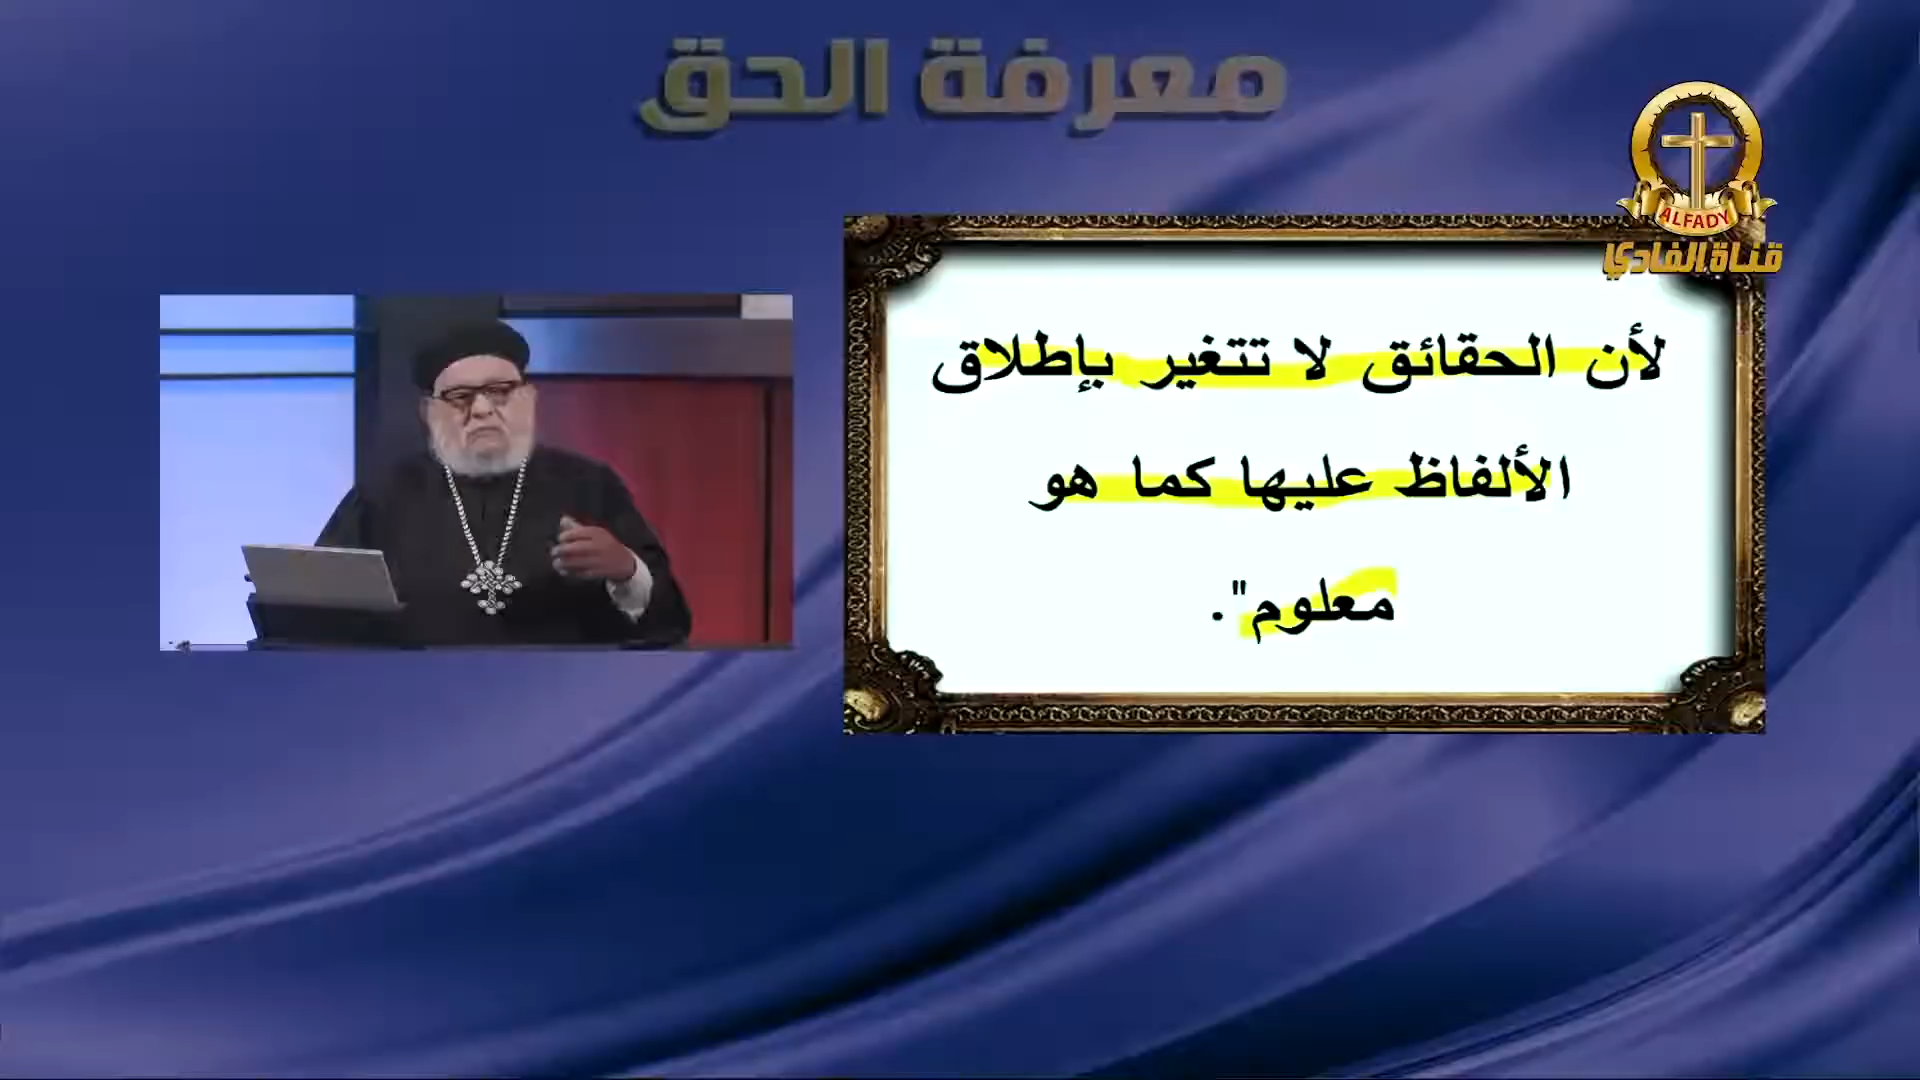 معرفة الحق
ALFADY
قناة الفادي
لأن الحقائق لا تتغير بإطلاق
الألفاظ عليها كما هو
معلوم".